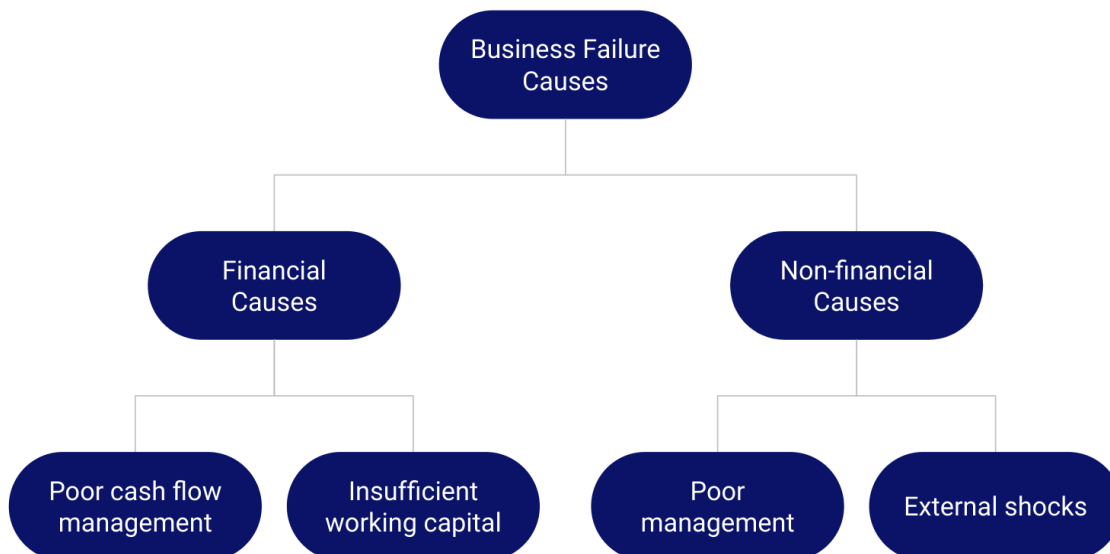 Business Failure
Causes
Financial
Causes
Non-financial
Causes
Poor cash flow
management
Insufficient
working capital
Poor
management
External shocks